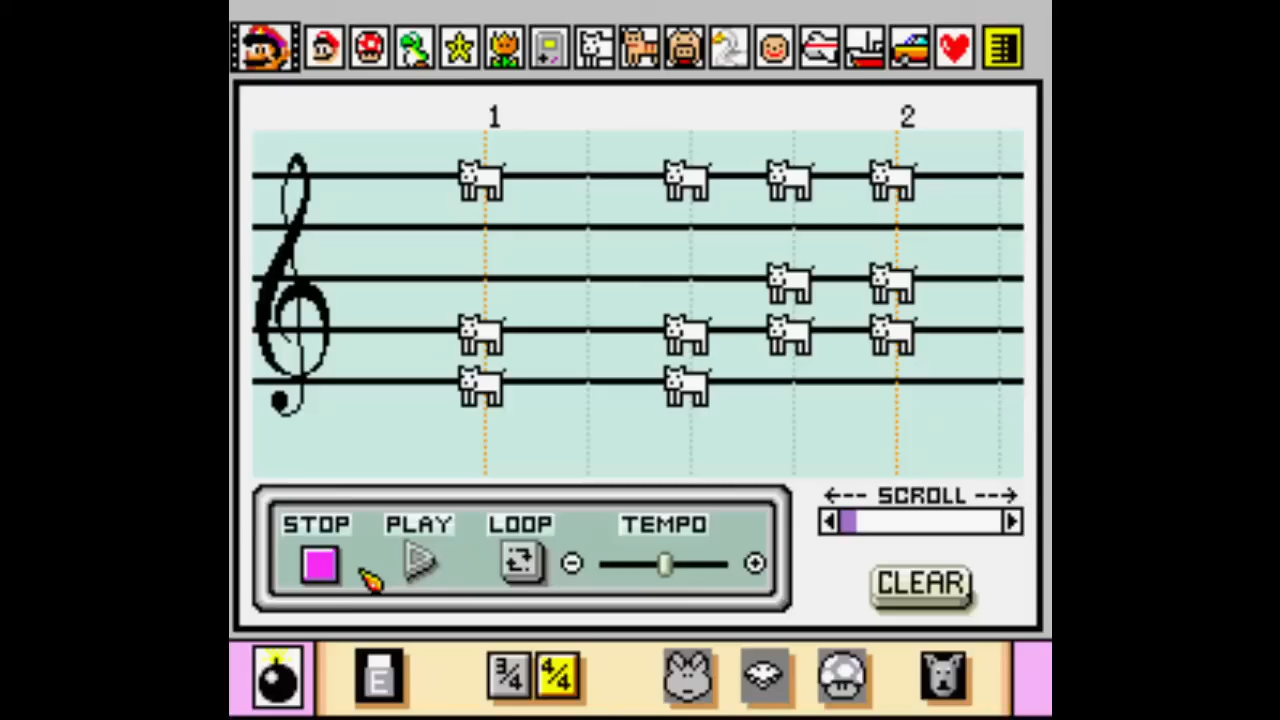 1 2
STOP PLAY LOOP TEMPO
<--- SCROLL --->
CLEAR
E 3/4 4/4